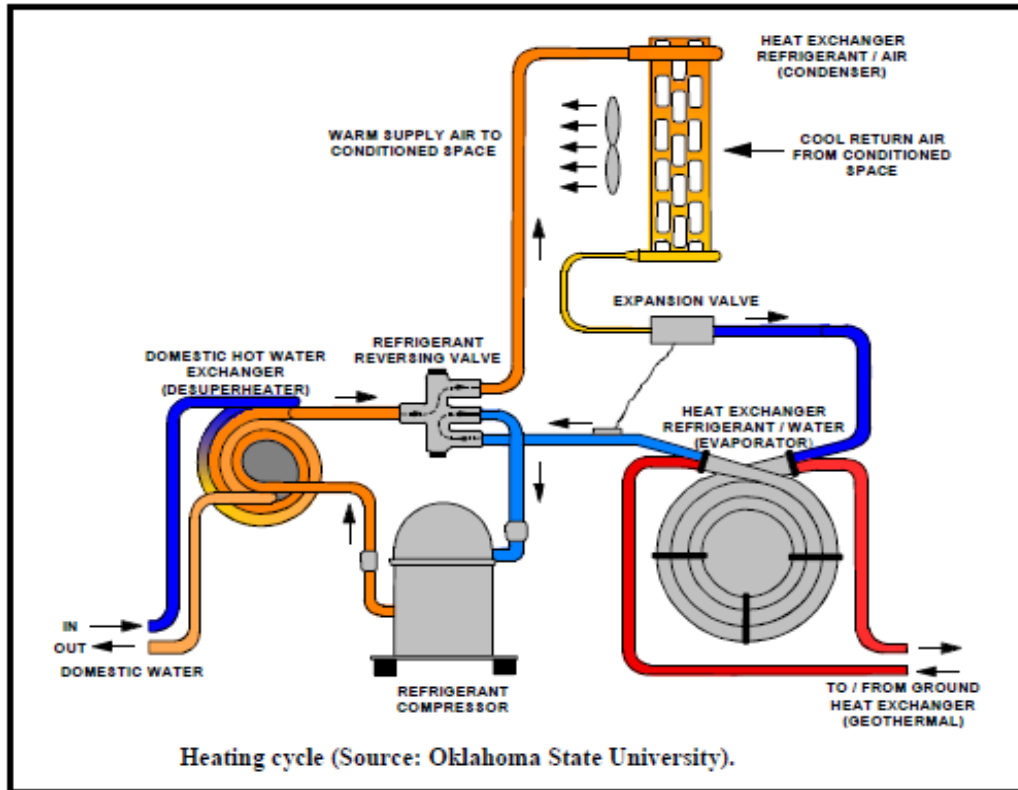 HEAT EXCHANGER
REFRIGERANT / AIR
(CONDENSER)
WARM SUPPLY AIR TO
CONDITIONED SPACE
COOL RETURN AIR
FROM CONDITIONED
SPACE
EXPANSION VALVE
REFRIGERANT
REVERSING VALVE
DOMESTIC HOT WATER
EXCHANGER
(DESUPERHEATER)
HEAT EXCHANGER
REFRIGERANT / WATER
(EVAPORATOR)
IN
OUT
DOMESTIC WATER
REFRIGERANT
COMPRESSOR
TO / FROM GROUND
HEAT EXCHANGER
(GEOTHERMAL)
Heating cycle (Source: Oklahoma State University).